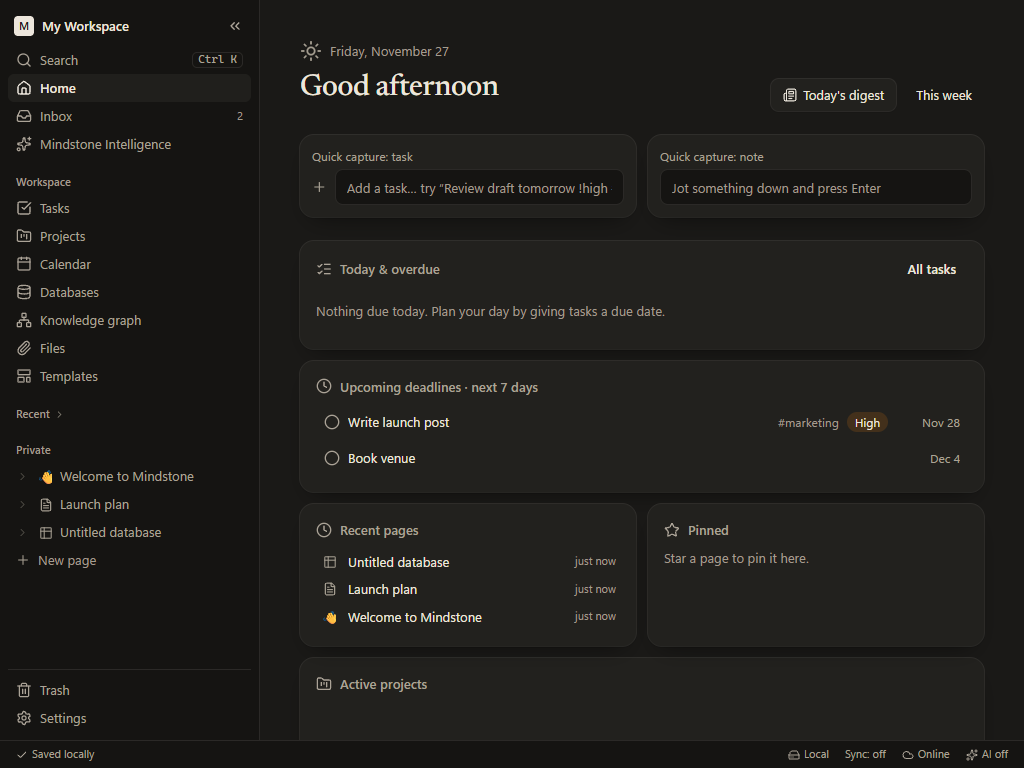 M My Workspace
Search Ctrl K
Home
Inbox 2
Mindstone Intelligence
Workspace
Tasks
Projects
Calendar
Databases
Knowledge graph
Files
Templates
Recent
Private
Welcome to Mindstone
Launch plan
Untitled database
New page
Trash
Settings
Friday, November 27
Good afternoon
Today's digest
This week
Quick capture: task
Add a task... try "Review draft tomorrow !high
Quick capture: note
Jot something down and press Enter
Today & overdue
All tasks
Nothing due today. Plan your day by giving tasks a due date.
Upcoming deadlines · next 7 days
Write launch post #marketing High Nov 28
Book venue Dec 4
Recent pages
Untitled database just now
Launch plan just now
Welcome to Mindstone just now
Pinned
Star a page to pin it here.
Active projects
Saved locally
Local Sync: off Online AI off